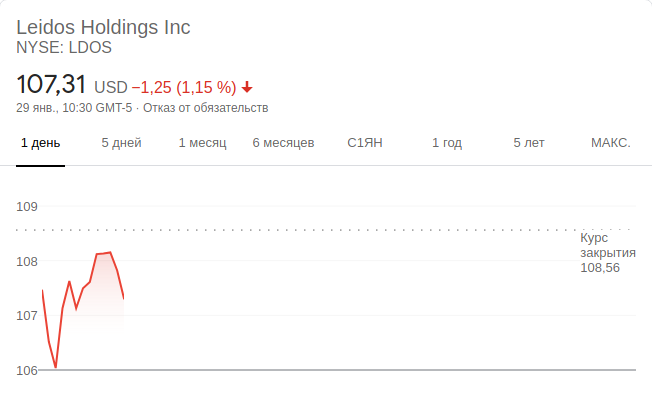 Leidos Holdings Inc
NYSE: LDOS
107,31 USD −1,25 (1,15 %)
29 янв., 10:30 GMT-5 · Отказ от обязательств
1 день 5 дней 1 месяц 6 месяцев С1ЯН 1 год 5 лет МАКС.
109
Курс
закрытия
108,56
108
107
106